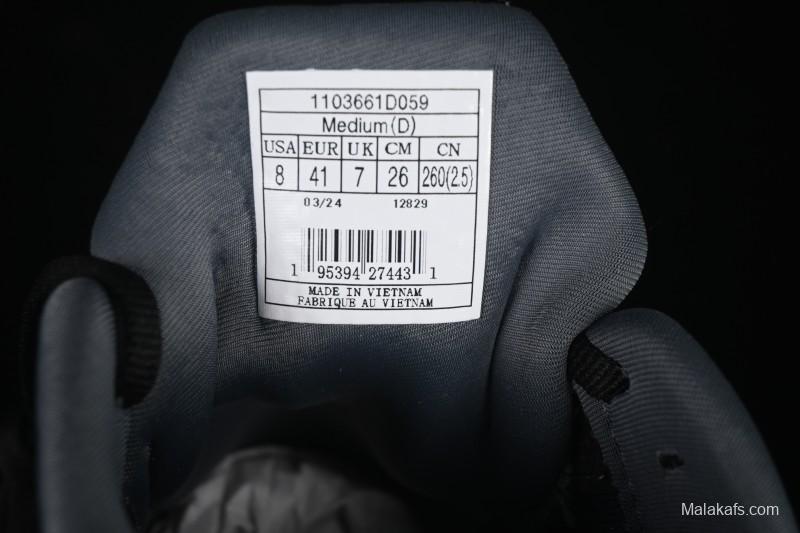 1103661D059
Medium(D)
USA EUR UK CM CN
8 41 7 26 260(2.5)
03/24 12829
1 95394 27443 1
MADE IN VIETNAM
FABRIQUE AU VIETNAM
Malakafs.com